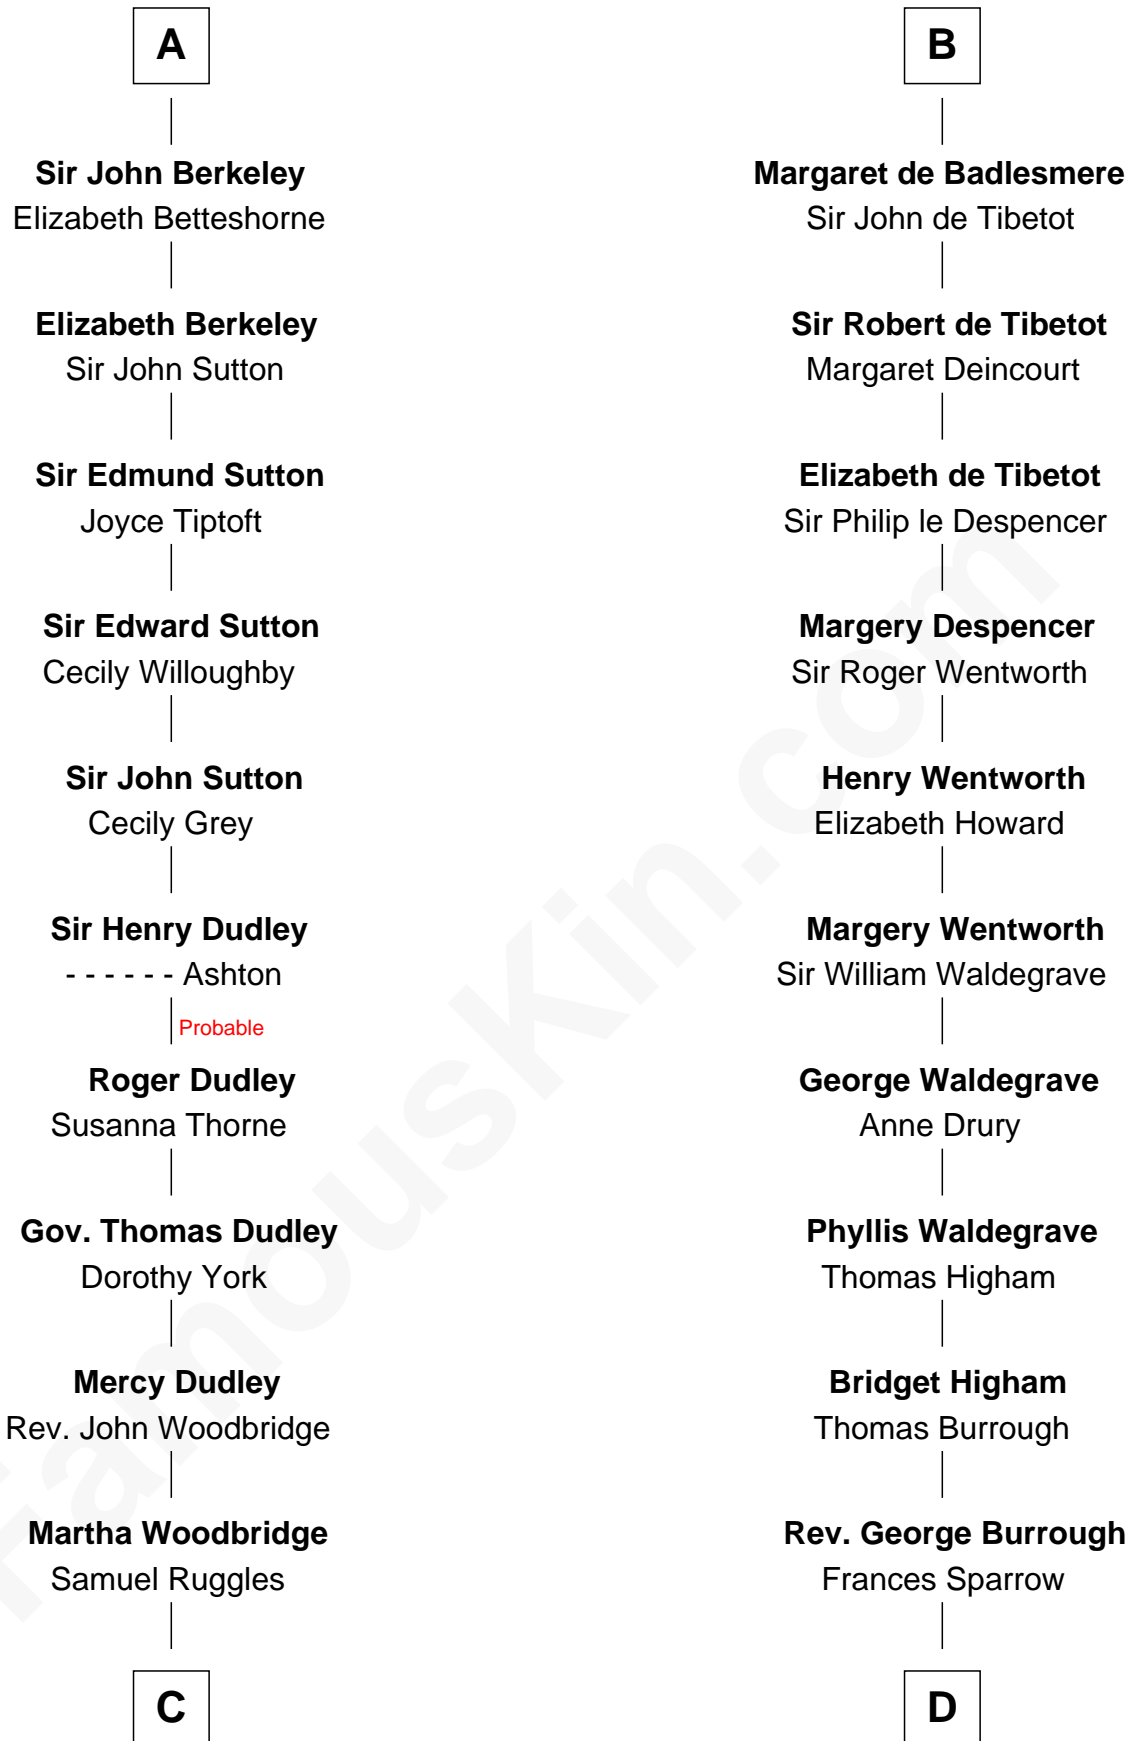 A
Sir John Berkeley
Elizabeth Betteshorne
Elizabeth Berkeley
Sir John Sutton
Sir Edmund Sutton
Joyce Tiptoft
Sir Edward Sutton
Cecily Willoughby
Sir John Sutton
Cecily Grey
Sir Henry Dudley
- - - - - - Ashton
Probable
Roger Dudley
Susanna Thorne
Gov. Thomas Dudley
Dorothy York
Mercy Dudley
Rev. John Woodbridge
Martha Woodbridge
Samuel Ruggles
C
B
Margaret de Badlesmere
Sir John de Tibetot
Sir Robert de Tibetot
Margaret Deincourt
Elizabeth de Tibetot
Sir Philip le Despencer
Margery Despencer
Sir Roger Wentworth
Henry Wentworth
Elizabeth Howard
Margery Wentworth
Sir William Waldegrave
George Waldegrave
Anne Drury
Phyllis Waldegrave
Thomas Higham
Bridget Higham
Thomas Burrough
Rev. George Burrough
Frances Sparrow
D
FamousKin.com